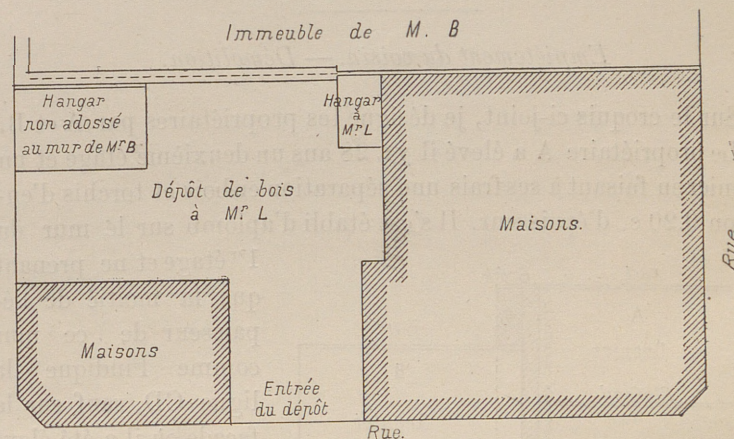 Immeuble de M. B
Hangar
non adossé
au mur de Mr B
Hangar
à
Mr L
Dépôt de bois
à Mr L
Maisons.
Rue
Maisons
Entrée
du dépôt
Rue.